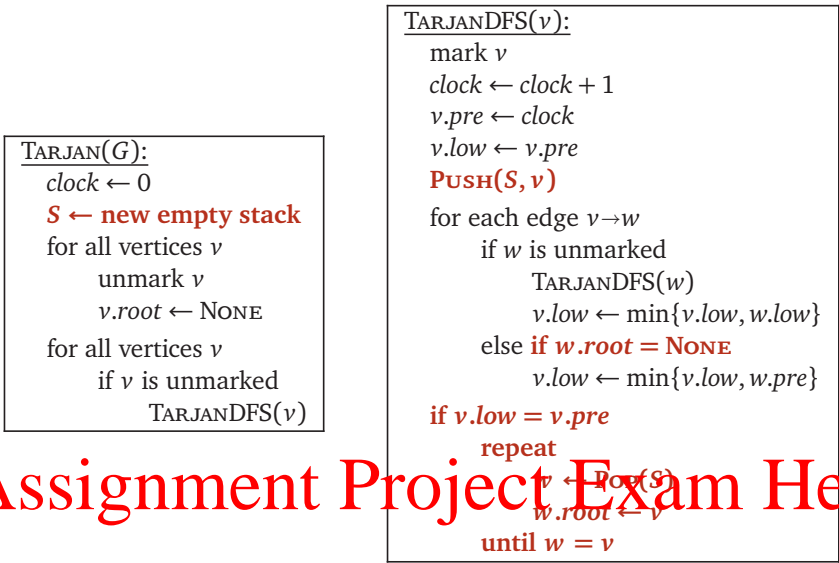 TARJAN(G):
clock ← 0
S ← new empty stack
for all vertices v
unmark v
v.root ← NONE
for all vertices v
if v is unmarked
TARJANDFS(v)
TARJANDFS(v):
mark v
clock ← clock + 1
v.pre ← clock
v.low ← v.pre
PUSH(S, v)
for each edge v→w
if w is unmarked
TARJANDFS(w)
v.low ← min{v.low, w.low}
else if w.root = NONE
v.low ← min{v.low, w.pre}
if v.low = v.pre
repeat
← POP(S)
w.root ← v
until w = v
Assignment Project Exam He